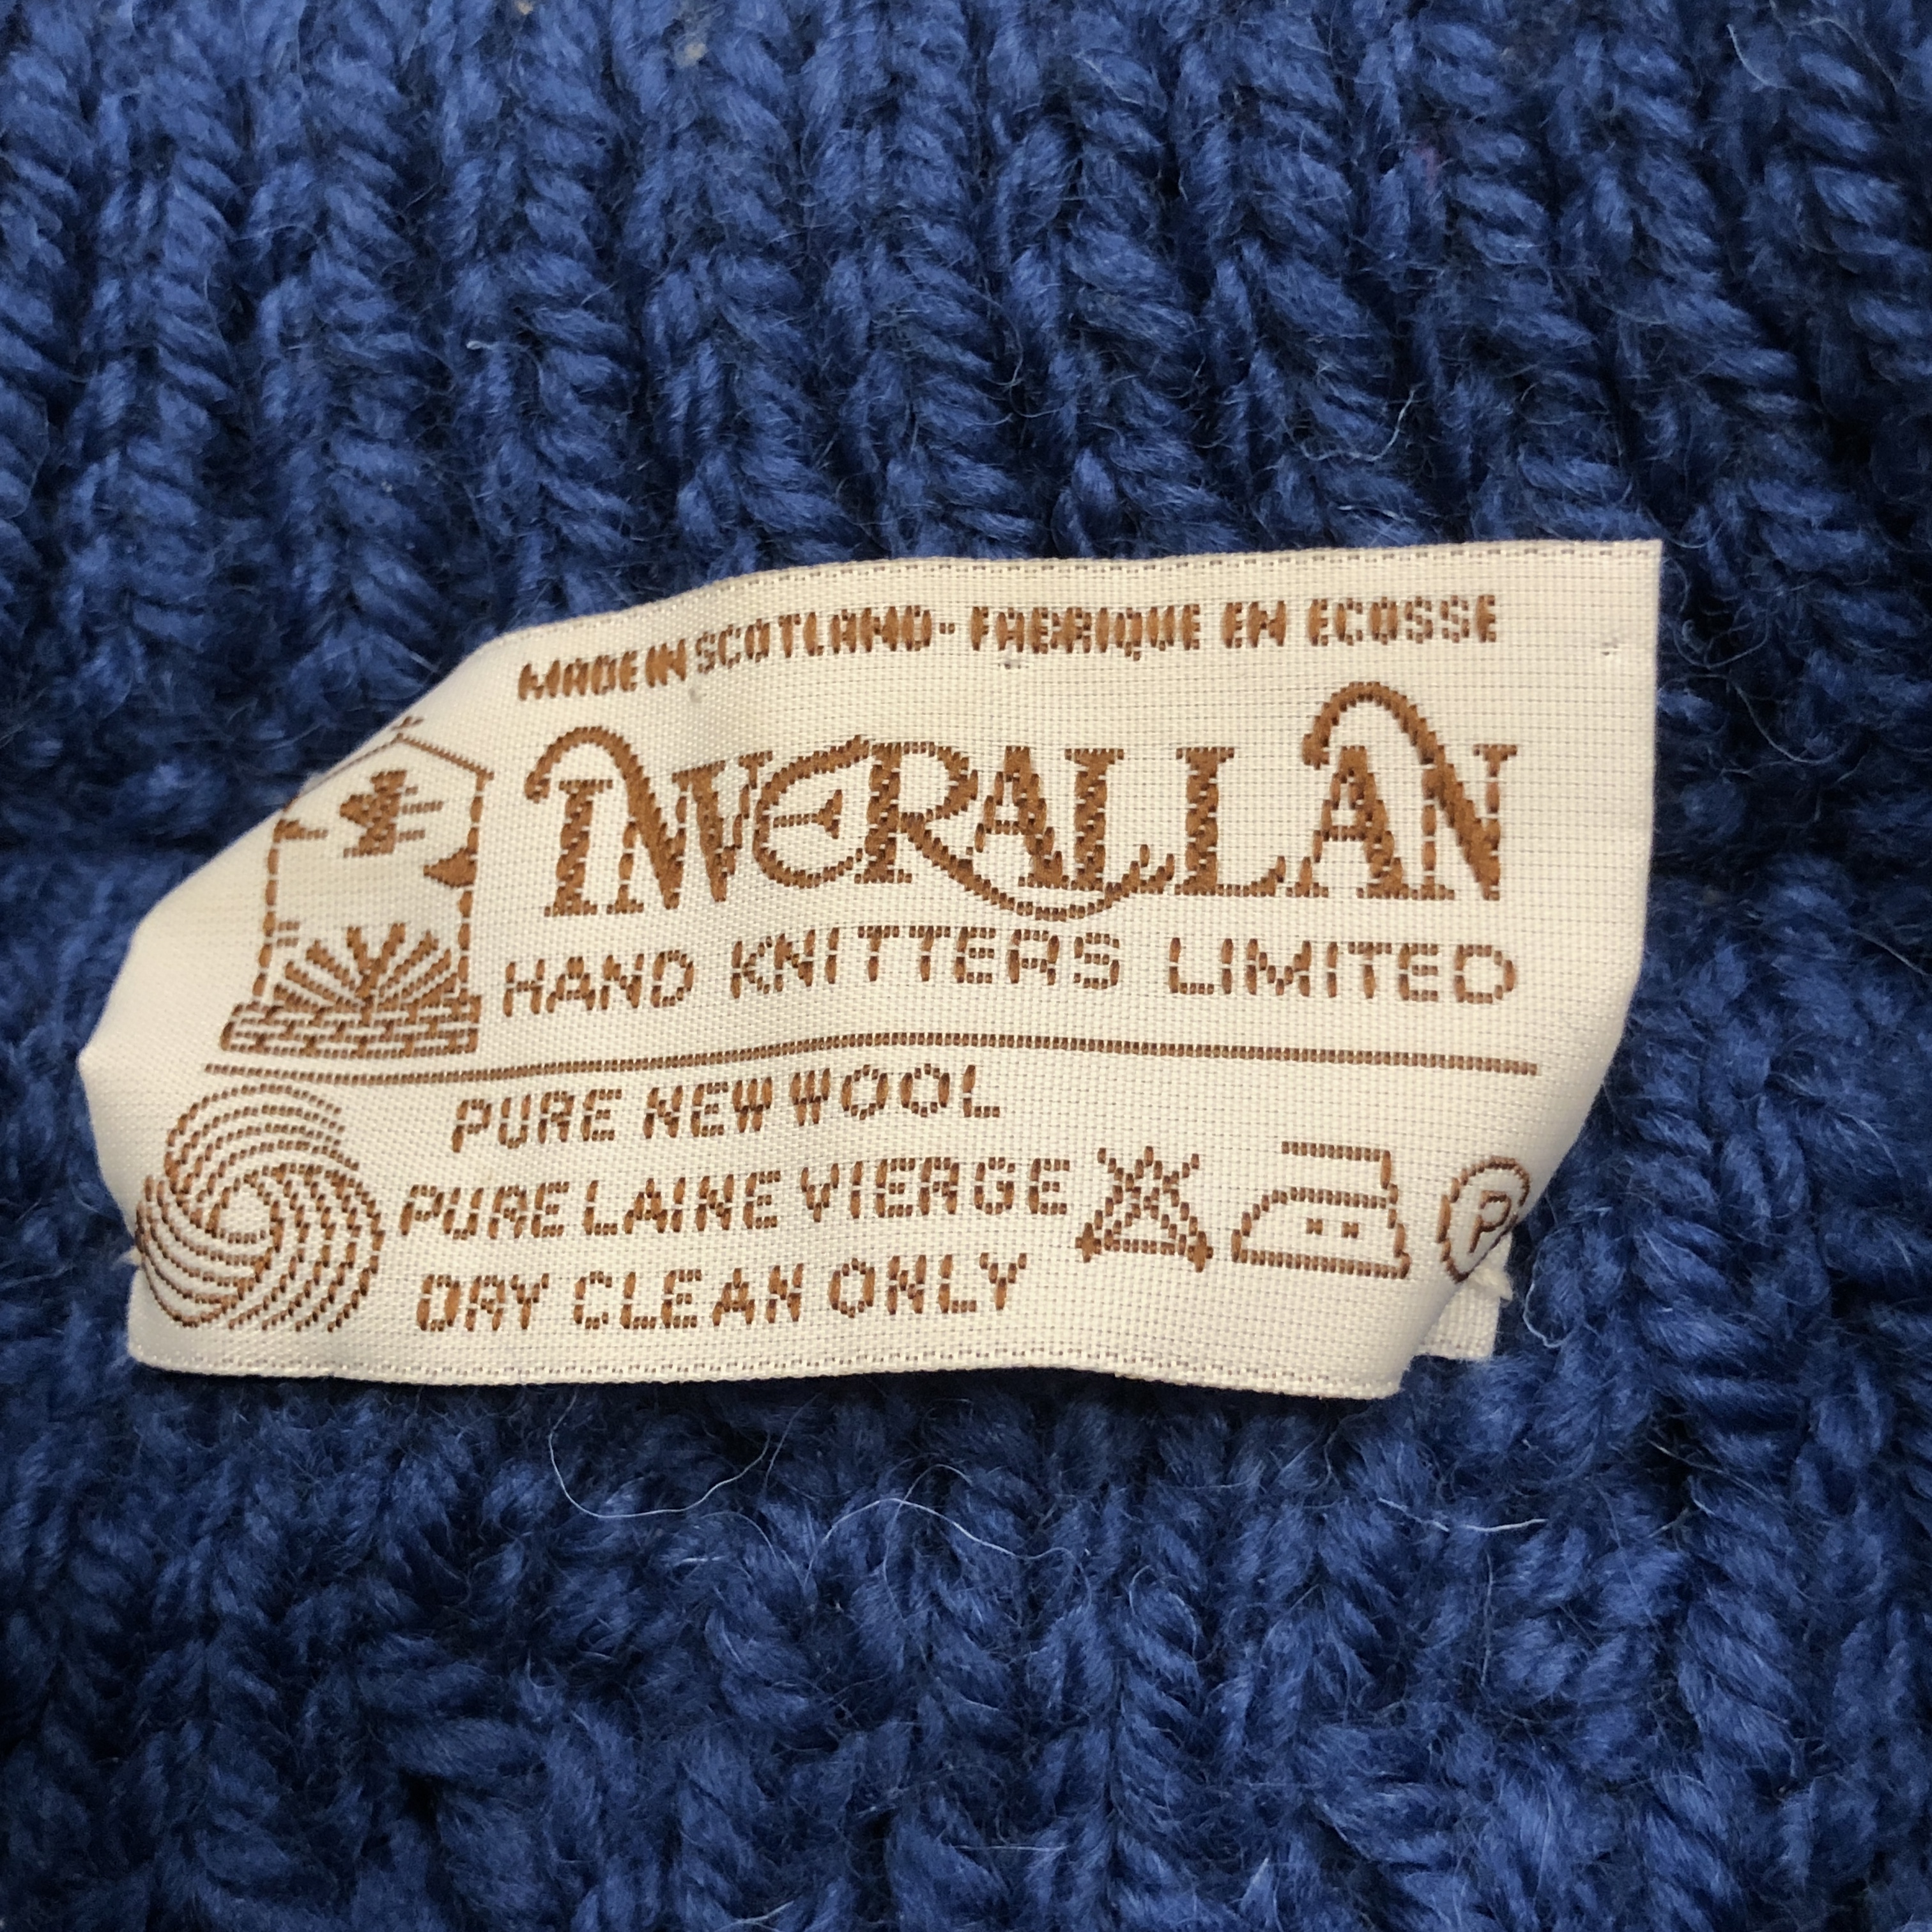 MADE IN SCOTLAND - FABRIQUE EN ECOSSE
INVERALLAN
HAND KNITTERS LIMITED
PURE NEW WOOL
PURE LAINE VIERGE
DRY CLEAN ONLY
P